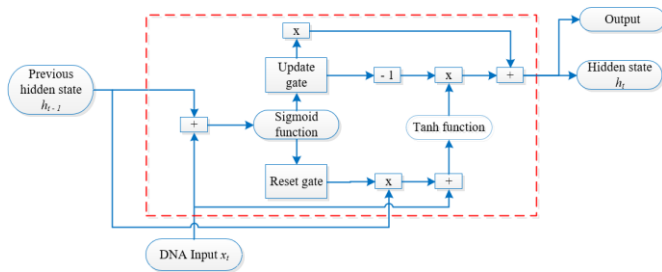 x
Output
Previous
hidden state
h_{t-1}
Update
gate
- 1
x
+
Hidden state
h_t
+
Sigmoid
function
Tanh function
Reset gate
x
+
DNA Input x_t